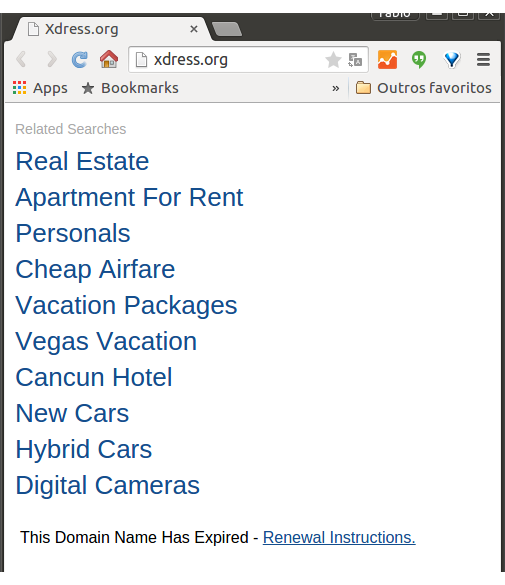 Fabio
Xdress.org
xdress.org
Apps Bookmarks » Outros favoritos
Related Searches
Real Estate
Apartment For Rent
Personals
Cheap Airfare
Vacation Packages
Vegas Vacation
Cancun Hotel
New Cars
Hybrid Cars
Digital Cameras
This Domain Name Has Expired - Renewal Instructions.